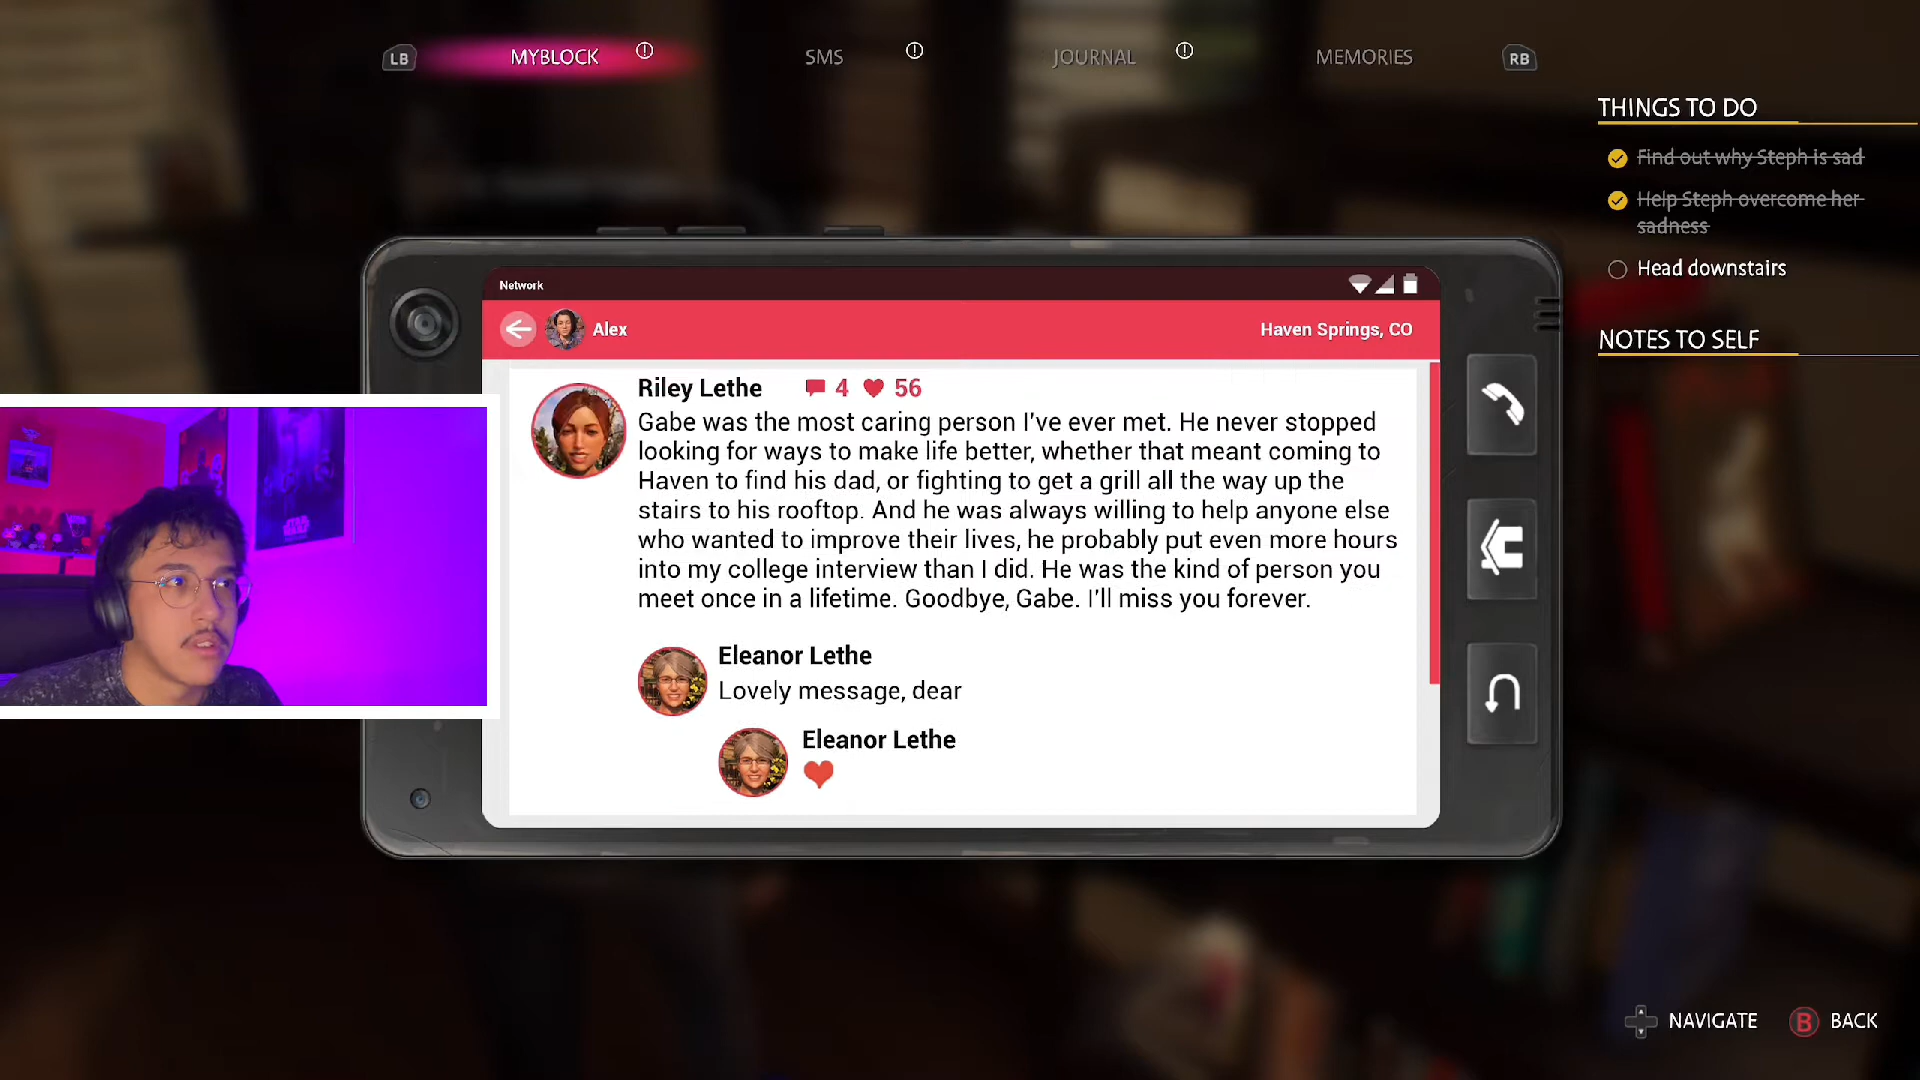 LB
MYBLOCK
SMS
JOURNAL
MEMORIES
RB
THINGS TO DO
Find out why Steph is sad
Help Steph overcome her
sadness
Head downstairs
NOTES TO SELF
Network
Alex
Haven Springs, CO
Riley Lethe 4 56
Gabe was the most caring person I've ever met. He never stopped
looking for ways to make life better, whether that meant coming to
Haven to find his dad, or fighting to get a grill all the way up the
stairs to his rooftop. And he was always willing to help anyone else
who wanted to improve their lives, he probably put even more hours
into my college interview than I did. He was the kind of person you
meet once in a lifetime. Goodbye, Gabe. I'll miss you forever.
Eleanor Lethe
Lovely message, dear
Eleanor Lethe
STAR
WARS
NAVIGATE
B BACK